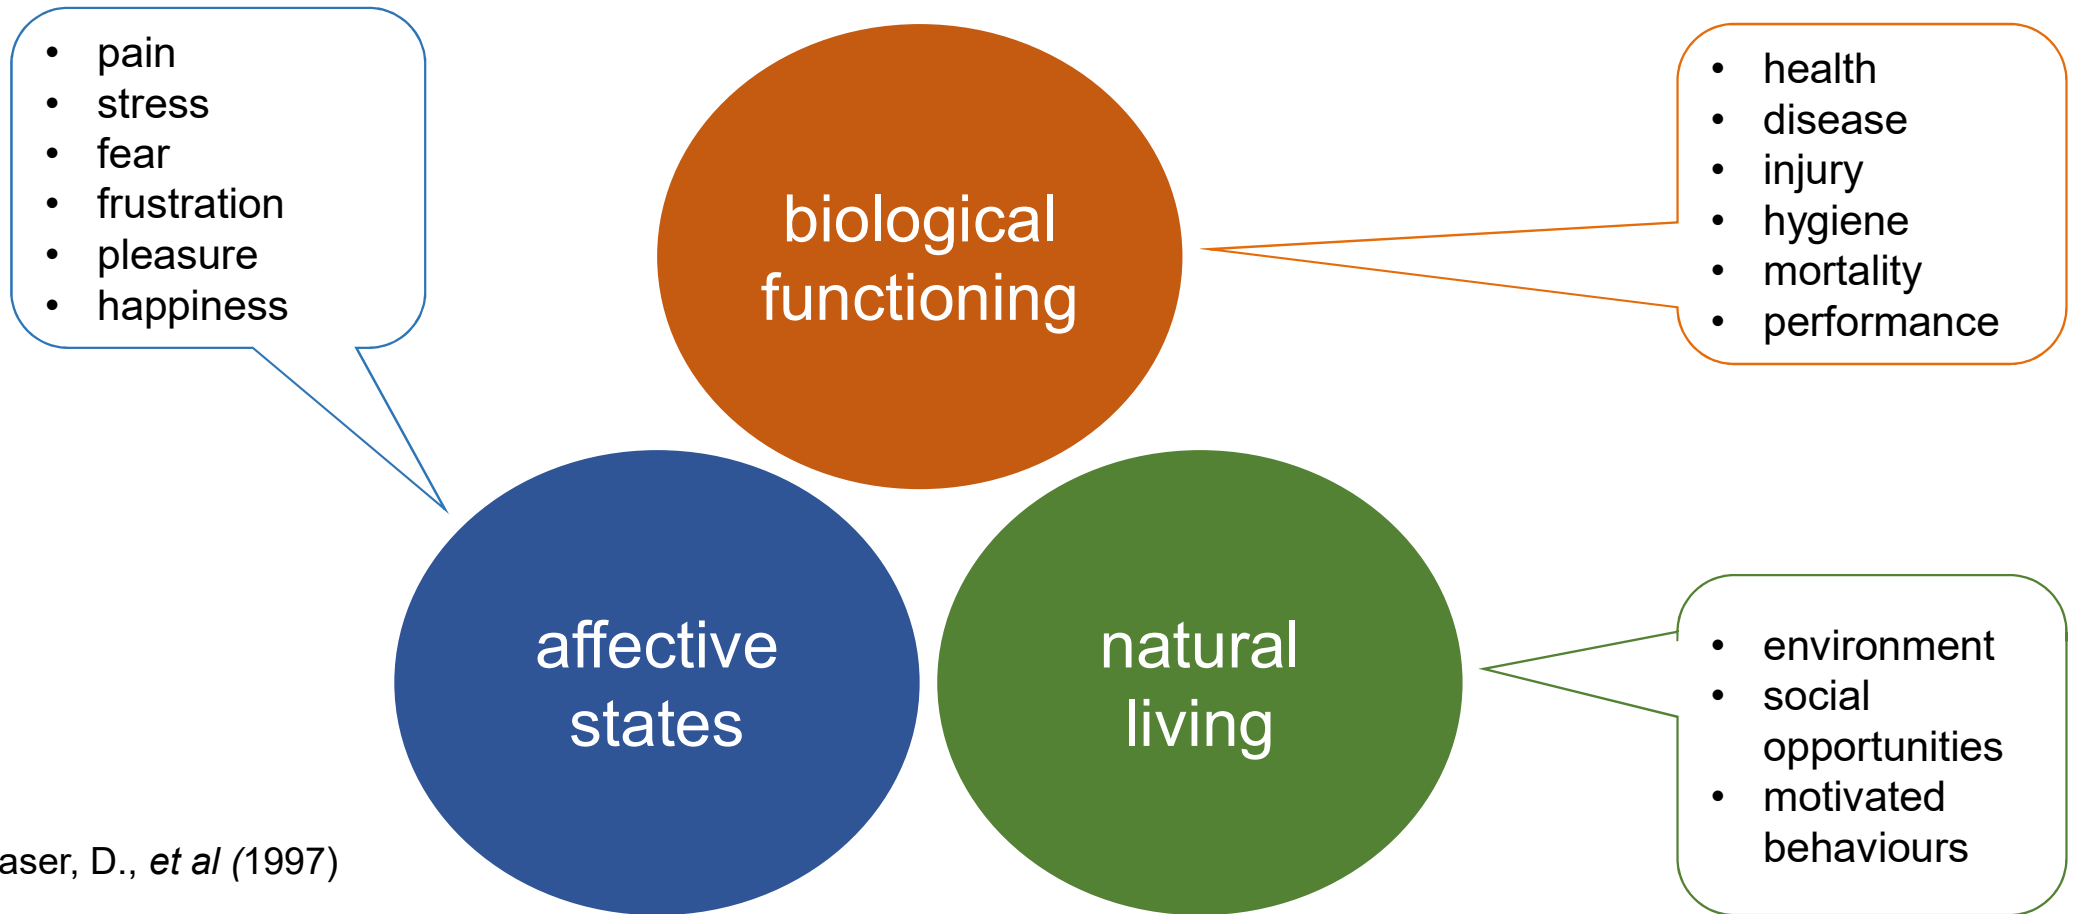 • pain
• stress
• fear
• frustration
• pleasure
• happiness
biological
functioning
• health
• disease
• injury
• hygiene
• mortality
• performance
affective
states
natural
living
• environment
• social
opportunities
• motivated
behaviours
aser, D., et al (1997)